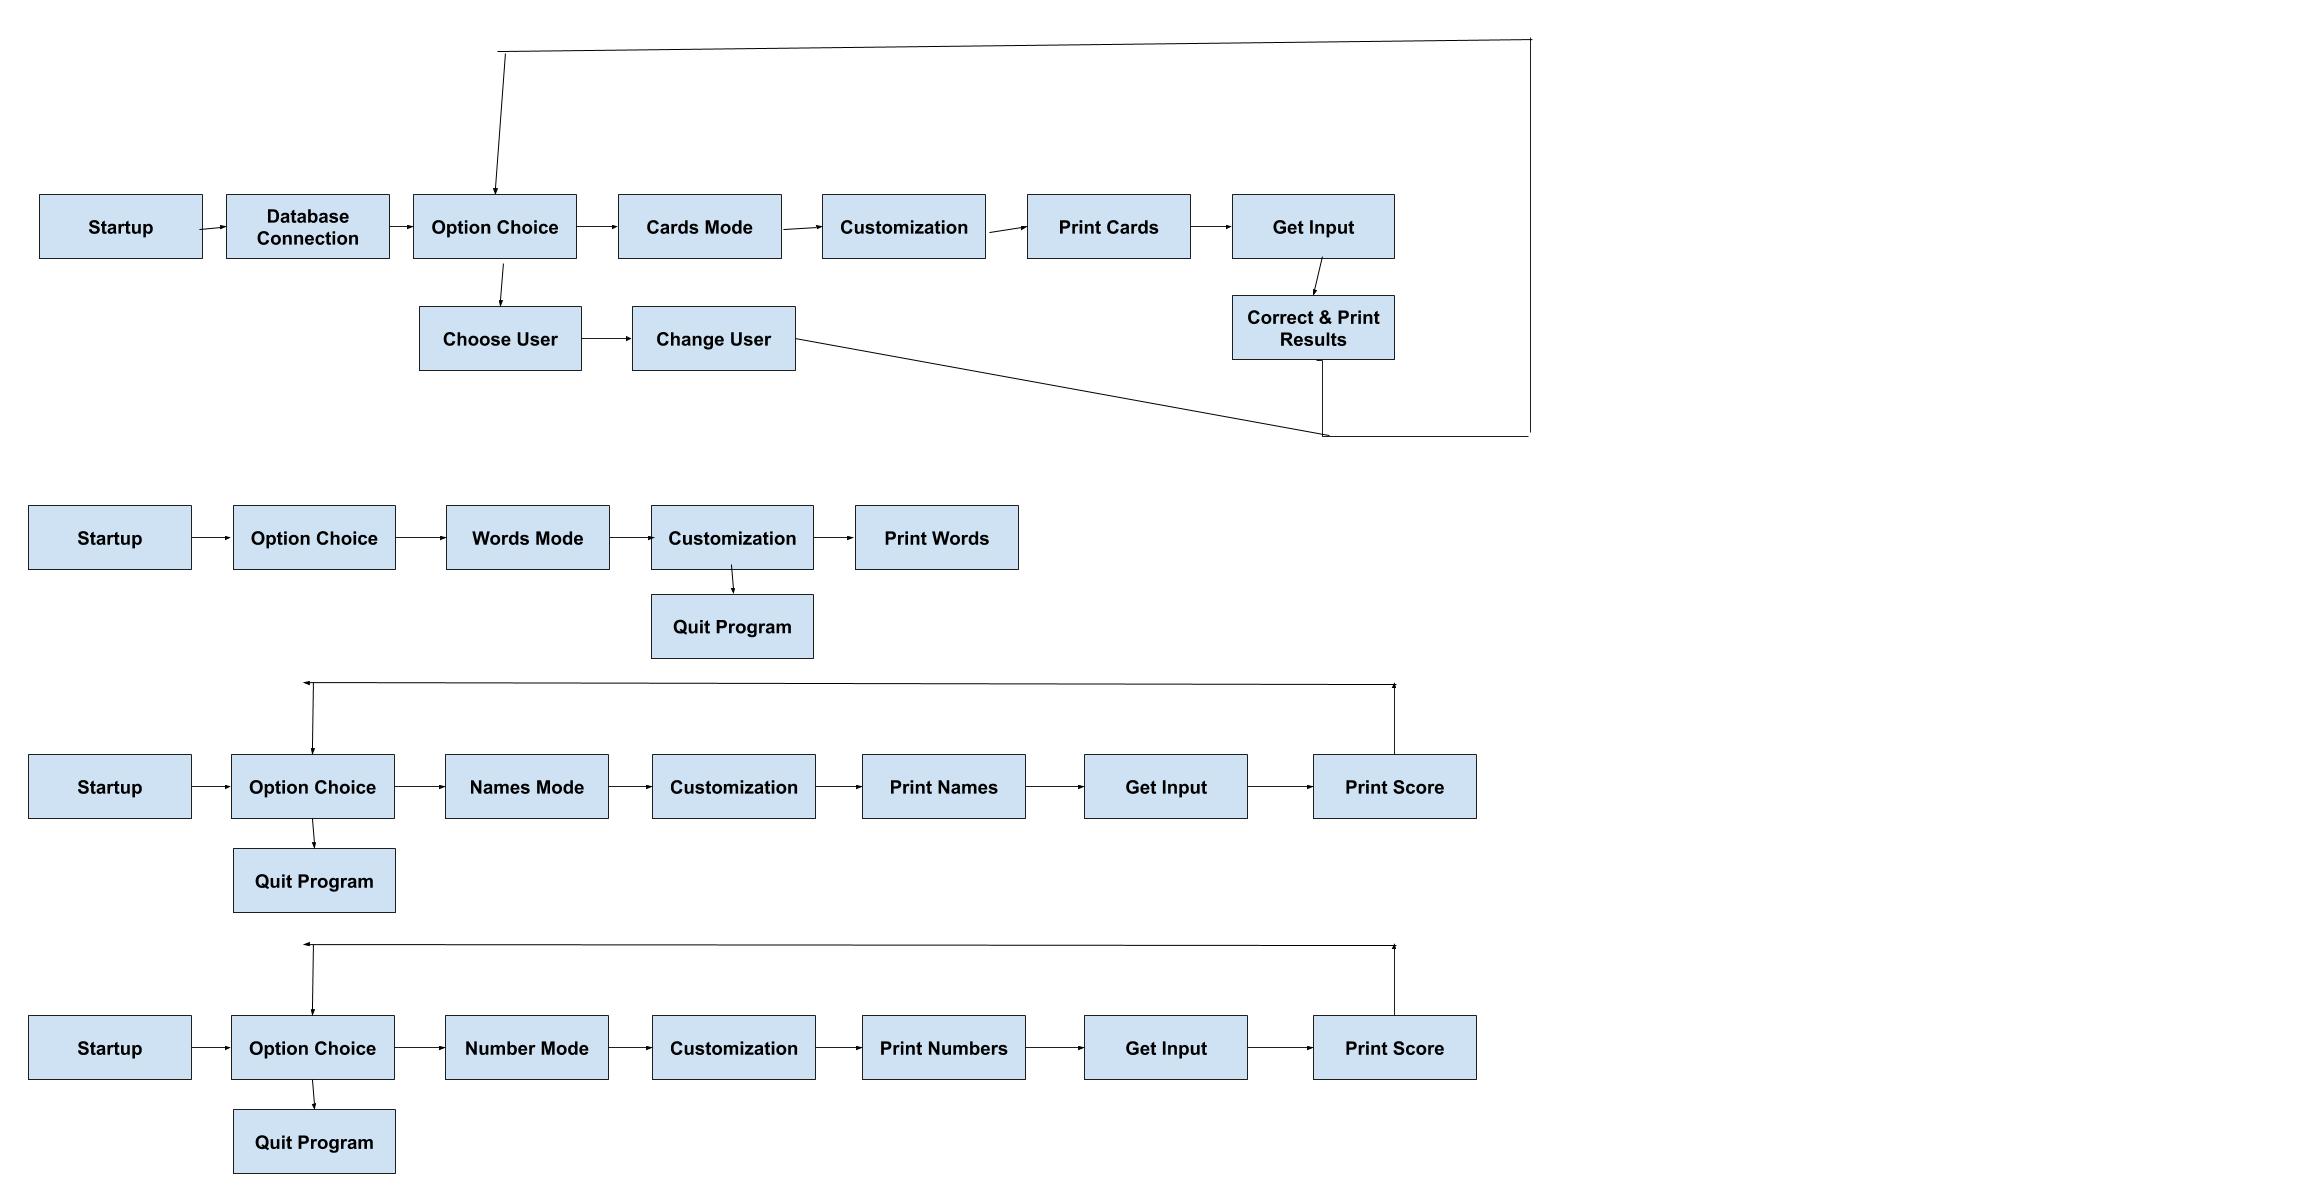 Startup
Database
Connection
Option Choice
Cards Mode
Customization
Print Cards
Get Input
Choose User
Change User
Correct & Print
Results
Startup
Option Choice
Words Mode
Customization
Print Words
Quit Program
Startup
Option Choice
Names Mode
Customization
Print Names
Get Input
Print Score
Quit Program
Startup
Option Choice
Number Mode
Customization
Print Numbers
Get Input
Print Score
Quit Program